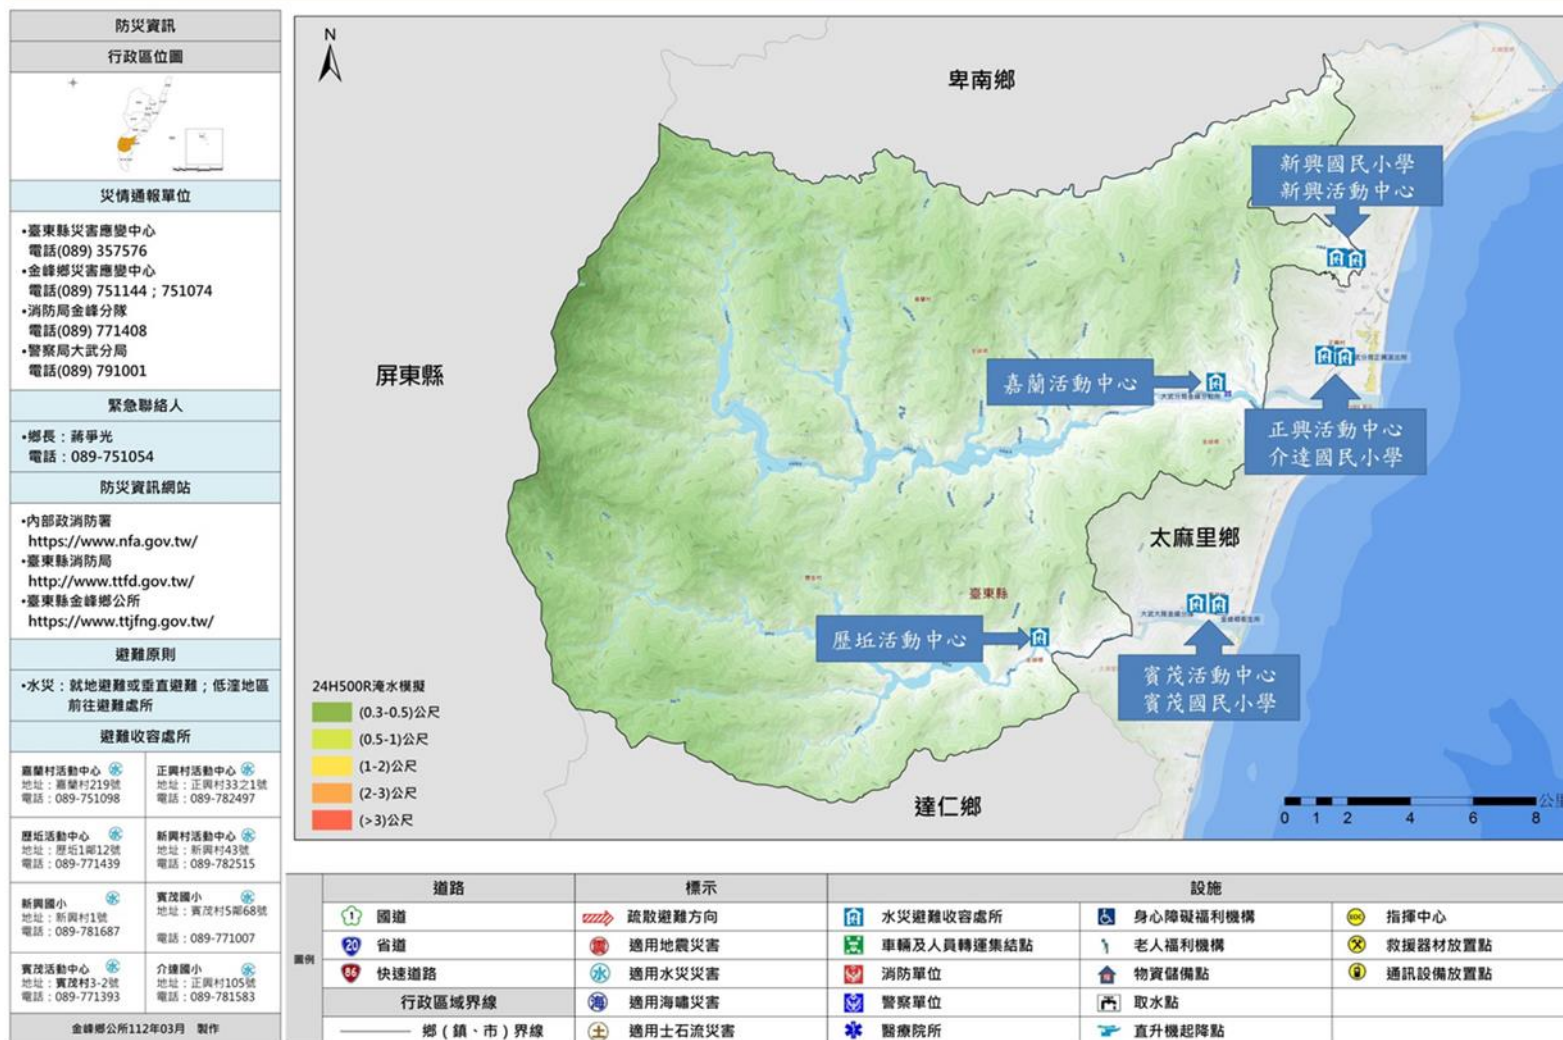 防災資訊
行政區位圖
災情通報單位
•臺東縣災害應變中心
電話(089) 357576
•金峰鄉災害應變中心
電話(089) 751144；751074
•消防局金峰分隊
電話(089) 771408
•警察局大武分局
電話(089) 791001
緊急聯絡人
•鄉長：蔣爭光
電話：089-751054
防災資訊網站
•內部政消防署
https://www.nfa.gov.tw/
•臺東縣消防局
http://www.ttfd.gov.tw/
•臺東縣金峰鄉公所
https://www.ttjfng.gov.tw/
避難原則
•水災：就地避難或垂直避難；低漥地區
前往避難處所
避難收容處所
嘉蘭村活動中心 水
地址：嘉蘭村219號
電話：089-751098
正興村活動中心 水
地址：正興村33之1號
電話：089-782497
歷坵活動中心 水
地址：歷坵1鄰12號
電話：089-771439
新興村活動中心 水
地址：新興村43號
電話：089-782515
新興國小 水
地址：新興村1號
電話：089-781687
賓茂國小 水
地址：賓茂村5鄰68號
電話：089-771007
賓茂活動中心 水
地址：賓茂村3-2號
電話：089-771393
介達國小 水
地址：正興村105號
電話：089-781583
金峰鄉公所112年03月 製作
N
卑南鄉
新興國民小學
新興活動中心
屏東縣
嘉蘭活動中心
正興活動中心
介達國民小學
太麻里鄉
臺東縣
歷坵活動中心
賓茂活動中心
賓茂國民小學
達仁鄉
24H500R淹水模擬
(0.3-0.5)公尺
(0.5-1)公尺
(1-2)公尺
(2-3)公尺
(>3)公尺
公里
0 1 2 4 6 8
圖例
道路
標示
設施
1 國道
疏散避難方向
水災避難收容處所
身心障礙福利機構
EOC 指揮中心
20 省道
震 適用地震災害
車輛及人員轉運集結點
老人福利機構
救援器材放置點
86 快速道路
水 適用水災災害
消防單位
物資儲備點
通訊設備放置點
行政區域界線
海 適用海嘯災害
警察單位
取水點
鄉（鎮、市）界線
土 適用土石流災害
醫療院所
直升機起降點